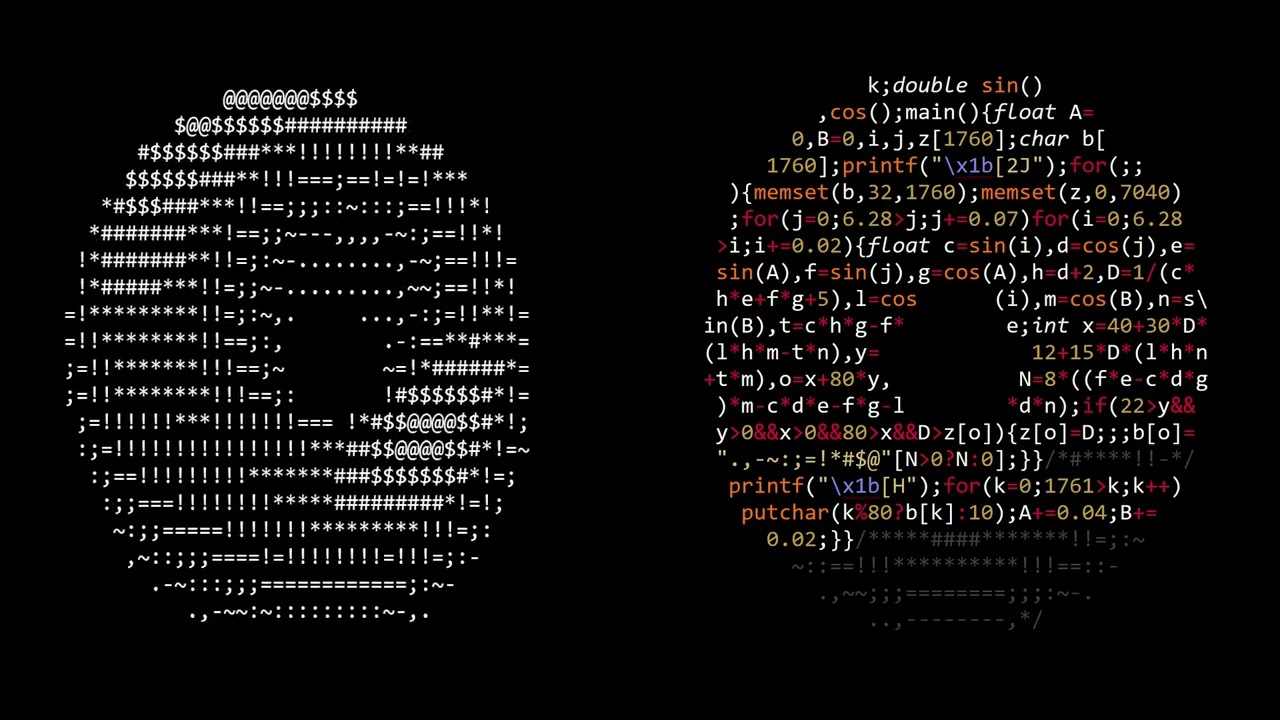 @@@@@@@$$$$
$@@$$$$$$##########
#$$$$$$###***!!!!!!!!**##
$$$$$$###**!!!===;==!=!=!***
*#$$$###***!!==;;;::~:::;==!!!*!
*#######***!==;;~---,,,,-~:;==!!*!
!*#######**!!=;:~-........,-~;==!!!=
!*#####***!!=;;~-.........,~~;==!!*!
=!*********!!=;:~,.     ...,-:;=!!**!=
=!!********!!==;:,        .-:==**#***=
;=!!*******!!!==;~        ~=!*######*=
;=!!********!!!==;:       !#$$$$$$#*!=
;=!!!!!!***!!!!!!!!=== !*#$$@@@@$$#*!;
:;=!!!!!!!!!!!!!!!!***##$$@@@@$$#*!=~
:;==!!!!!!!!!*******###$$$$$$$#*!=;
:;;===!!!!!!!!*****#########*!=!;
~:;;=====!!!!!!!*********!!!=;:
,~:;;;;====!=!!!!!!!!=!!!=;:-
.-~:::;;;============;:~-
.,-~~:~:::::::::~-,.
k;double sin()
,cos();main(){float A=
0,B=0,i,j,z[1760];char b[
1760];printf("\x1b[2J");for(;;
){memset(b,32,1760);memset(z,0,7040)
;for(j=0;6.28>j;j+=0.07)for(i=0;6.28
>i;i+=0.02){float c=sin(i),d=cos(j),e=
sin(A),f=sin(j),g=cos(A),h=d+2,D=1/(c*
h*e+f*g+5),l=cos      (i),m=cos(B),n=s\
in(B),t=c*h*g-f*        e;int x=40+30*D*
(l*h*m-t*n),y=            12+15*D*(l*h*n
+t*m),o=x+80*y,          N=8*((f*e-c*d*g
)*m-c*d*e-f*g-l        *d*n);if(22>y&&
y>0&&x>0&&80>x&&D>z[o]){z[o]=D;;;b[o]=
".,-~:;=!*#$@"[N>0?N:0];}}/*#****!!-*/
printf("\x1b[H");for(k=0;1761>k;k++)
putchar(k%80?b[k]:10);A+=0.04;B+=
0.02;}}/*****####*******!!=;:~
~::==!!!**********!!!==::-
.,~~;;;========;;;:~-.
..,--------,*/